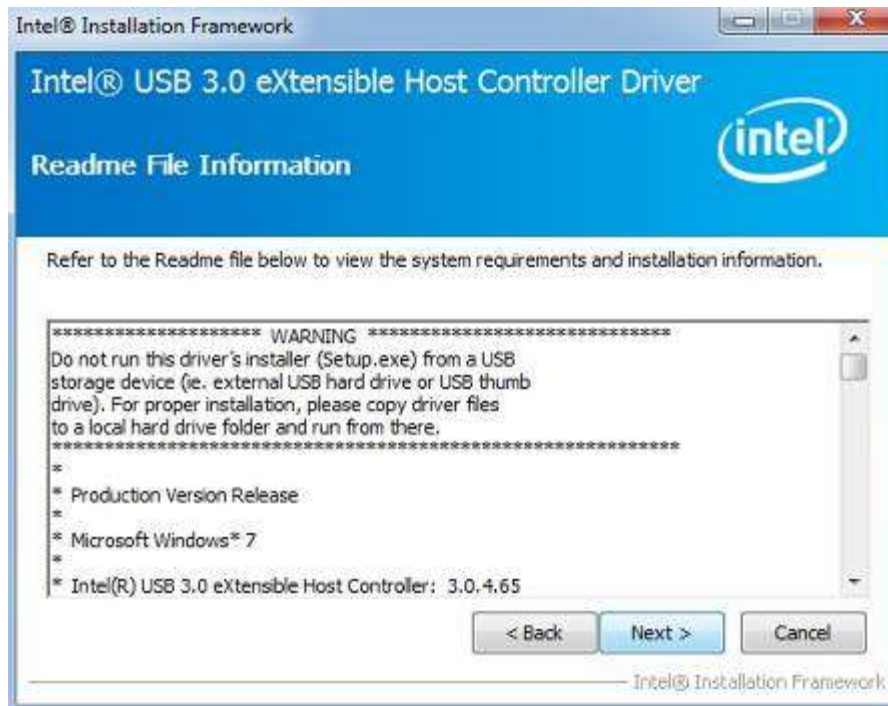 Intel® Installation Framework
Intel® USB 3.0 eXtensible Host Controller Driver
intel
Readme File Information
Refer to the Readme file below to view the system requirements and installation information.
******************** WARNING *****************************
Do not run this driver's installer (Setup.exe) from a USB
storage device (ie. external USB hard drive or USB thumb
drive). For proper installation, please copy driver files
to a local hard drive folder and run from there.
************************************************************
*
* Production Version Release
*
* Microsoft Windows* 7
*
* Intel(R) USB 3.0 eXtensible Host Controller: 3.0.4.65
< Back
Next >
Cancel
Intel® Installation Framework